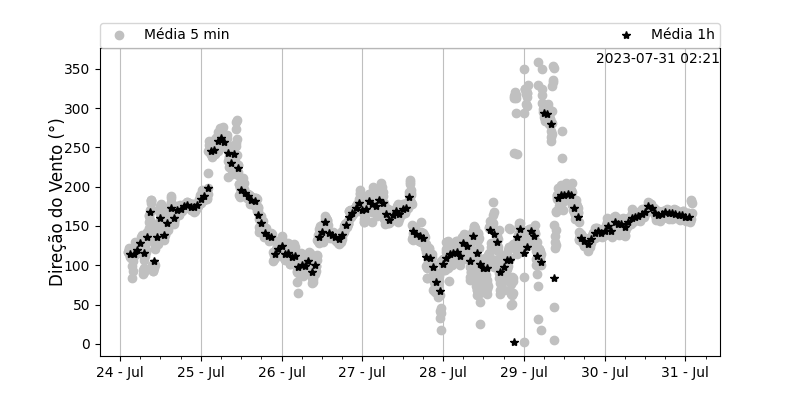 Média 5 min
Média 1h
2023-07-31 02:21
Direção do Vento (°)
350
300
250
200
150
100
50
0
24 - Jul
25 - Jul
26 - Jul
27 - Jul
28 - Jul
29 - Jul
30 - Jul
31 - Jul